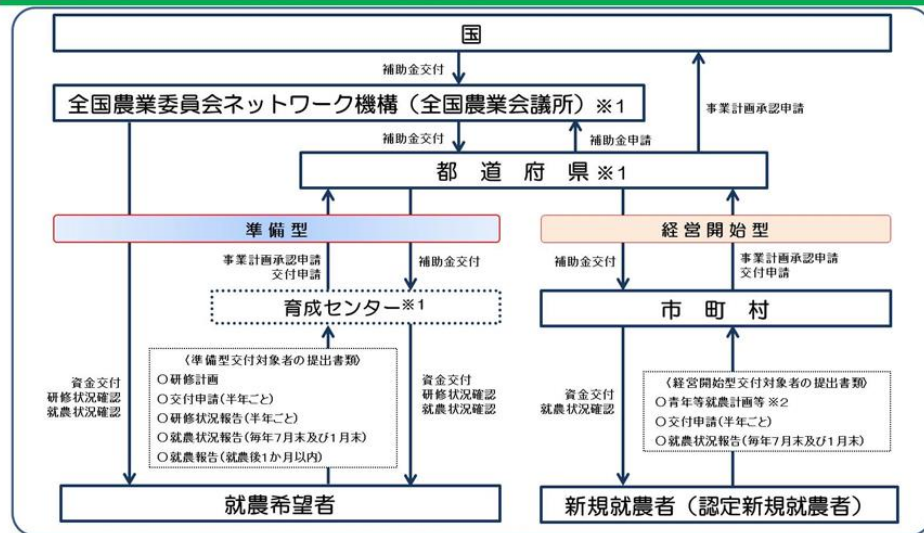 国
補助金交付
全国農業委員会ネットワーク機構（全国農業会議所）※1
事業計画承認申請
補助金交付
補助金申請
都道府県※1
準備型
経営開始型
事業計画承認申請
交付申請
補助金交付
補助金交付
事業計画承認申請
交付申請
育成センター※1
市町村
〈準備型交付対象者の提出書類〉
○研修計画
○交付申請(半年ごと)
○研修状況報告(半年ごと)
○就農状況報告(毎年7月末及び1月末)
○就農報告(就農後1か月以内)
資金交付
研修状況確認
就農状況確認
資金交付
研修状況確認
就農状況確認
資金交付
就農状況確認
〈経営開始型交付対象者の提出書類〉
○青年等就農計画等※2
○交付申請(半年ごと)
○就農状況報告(毎年7月末及び1月末)
就農希望者
新規就農者（認定新規就農者）